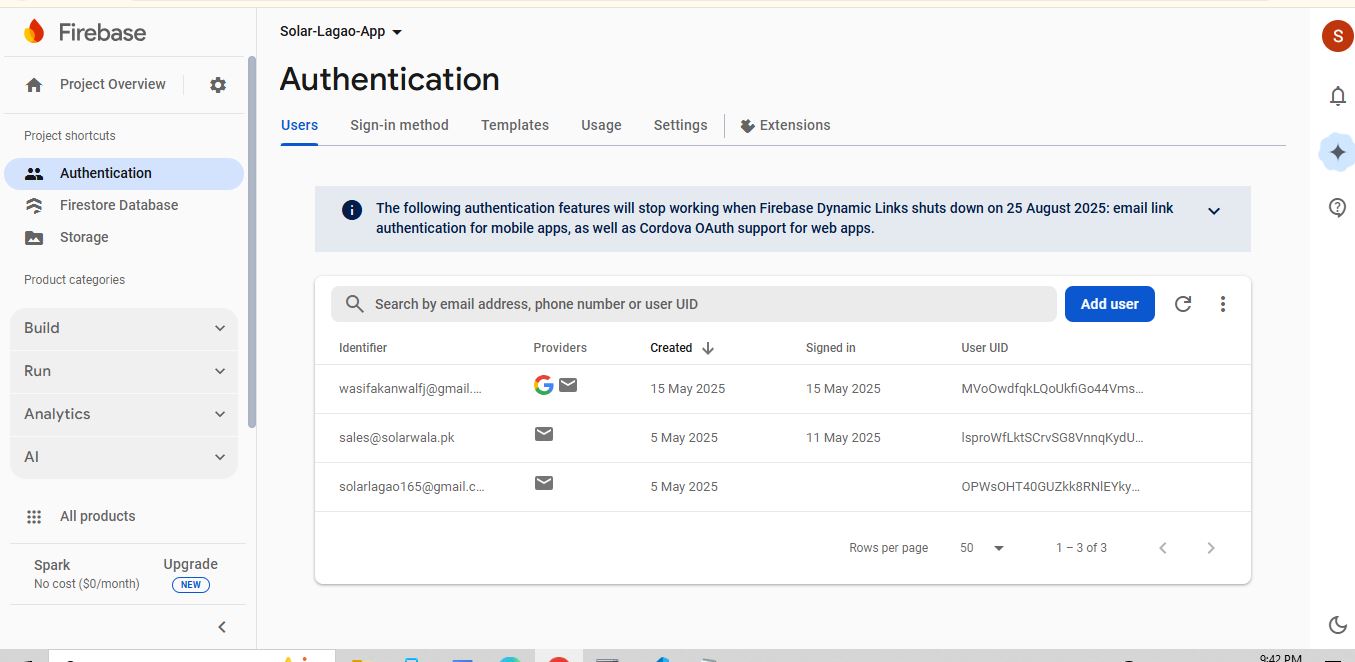 Firebase
Solar-Lagao-App
S
Project Overview
Authentication
Users Sign-in method Templates Usage Settings Extensions
Project shortcuts
Authentication
Firestore Database
Storage
Product categories
Build
Run
Analytics
AI
All products
Spark
No cost ($0/month)
Upgrade
NEW
The following authentication features will stop working when Firebase Dynamic Links shuts down on 25 August 2025: email link
authentication for mobile apps, as well as Cordova OAuth support for web apps.
Search by email address, phone number or user UID
Add user
Identifier Providers Created Signed in User UID
wasifakanwalfj@gmail.... 15 May 2025 15 May 2025 MVoOwdfqkLQoUkfiGo44Vms...
sales@solarwala.pk 5 May 2025 11 May 2025 lsproWfLktSCrvSG8VnnqKydU...
solarlagao165@gmail.c... 5 May 2025 OPWsOHT40GUZkk8RNlEYky...
Rows per page 50 1 – 3 of 3
9:42 PM